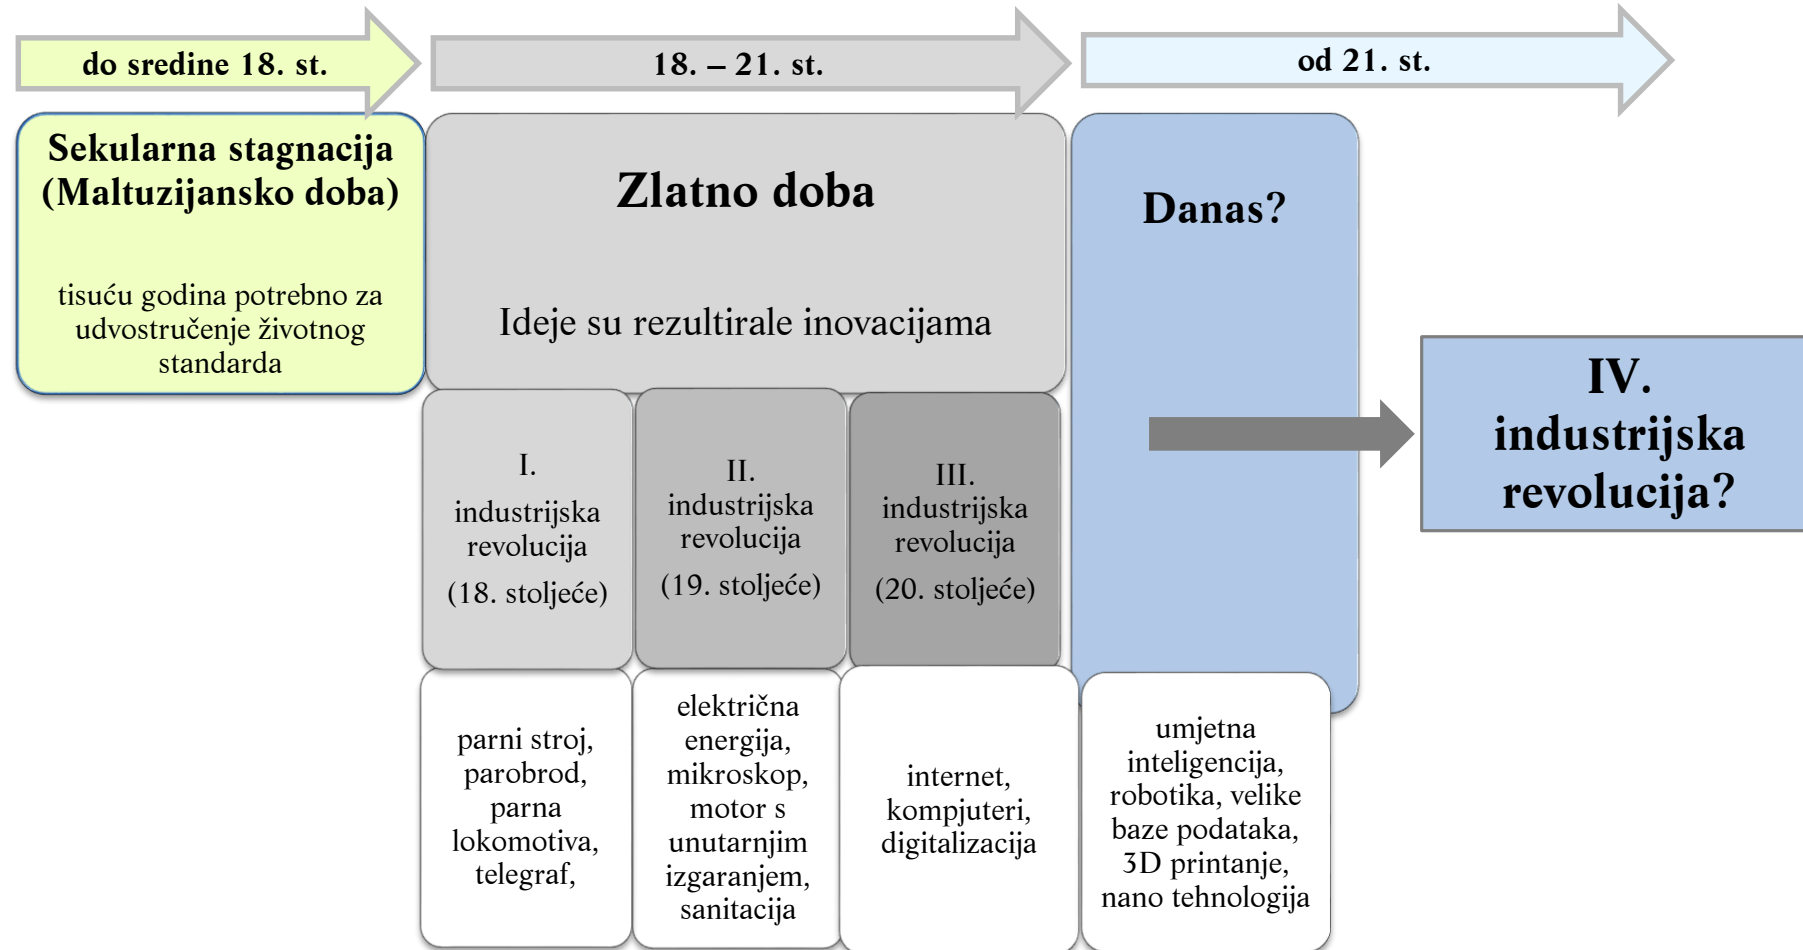 do sredine 18. st.
18. – 21. st.
od 21. st.
Sekularna stagnacija
(Maltuzijansko doba)
tisuću godina potrebno za
udvostručenje životnog
standarda
Zlatno doba
Ideje su rezultirale inovacijama
Danas?
IV.
industrijska
revolucija?
I.
industrijska
revolucija
(18. stoljeće)
II.
industrijska
revolucija
(19. stoljeće)
III.
industrijska
revolucija
(20. stoljeće)
parni stroj,
parobrod,
parna
lokomotiva,
telegraf,
električna
energija,
mikroskop,
motor s
unutarnjim
izgaranjem,
sanitacija
internet,
kompjuteri,
digitalizacija
umjetna
inteligencija,
robotika, velike
baze podataka,
3D printanje,
nano tehnologija